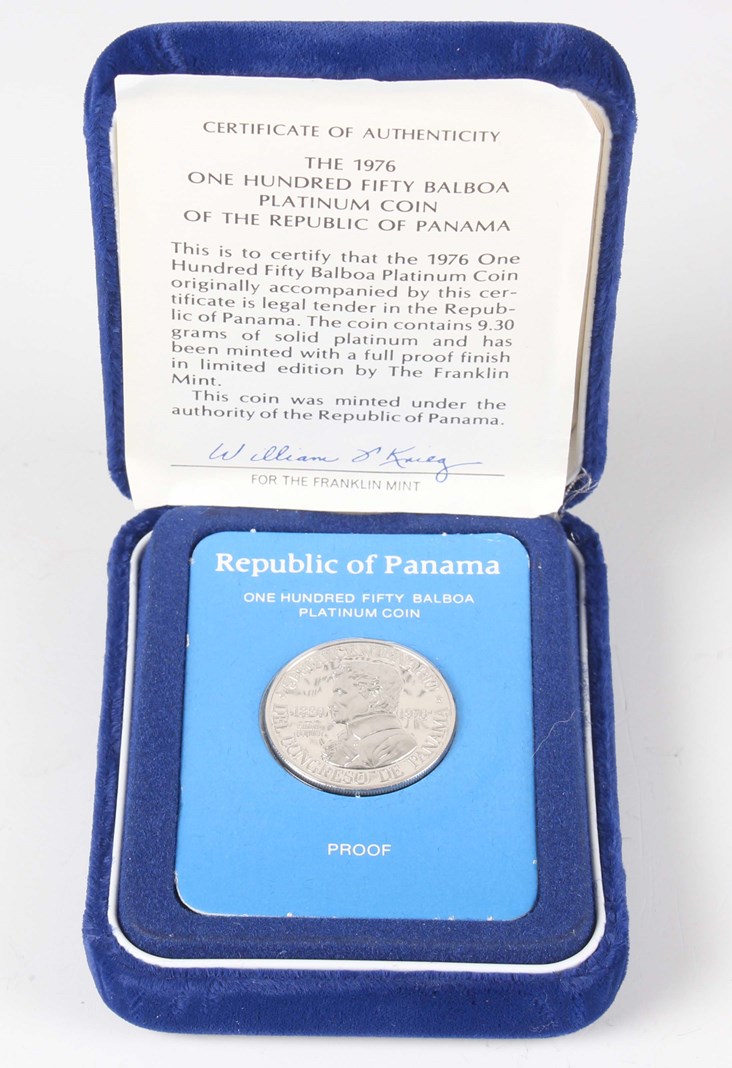 CERTIFICATE OF AUTHENTICITY
THE 1976
ONE HUNDRED FIFTY BALBOA
PLATINUM COIN
OF THE REPUBLIC OF PANAMA
This is to certify that the 1976 One
Hundred Fifty Balboa Platinum Coin
originally accompanied by this cer-
tificate is legal tender in the Repub-
lic of Panama. The coin contains 9.30
grams of solid platinum and has
been minted with a full proof finish
in limited edition by The Franklin
Mint.
This coin was minted under the
authority of the Republic of Panama.
William
FOR THE FRANKLIN MINT
Republic of Panama
ONE HUNDRED FIFTY BALBOA
PLATINUM COIN
DEL CONGRESO DE PANAMA
PROOF